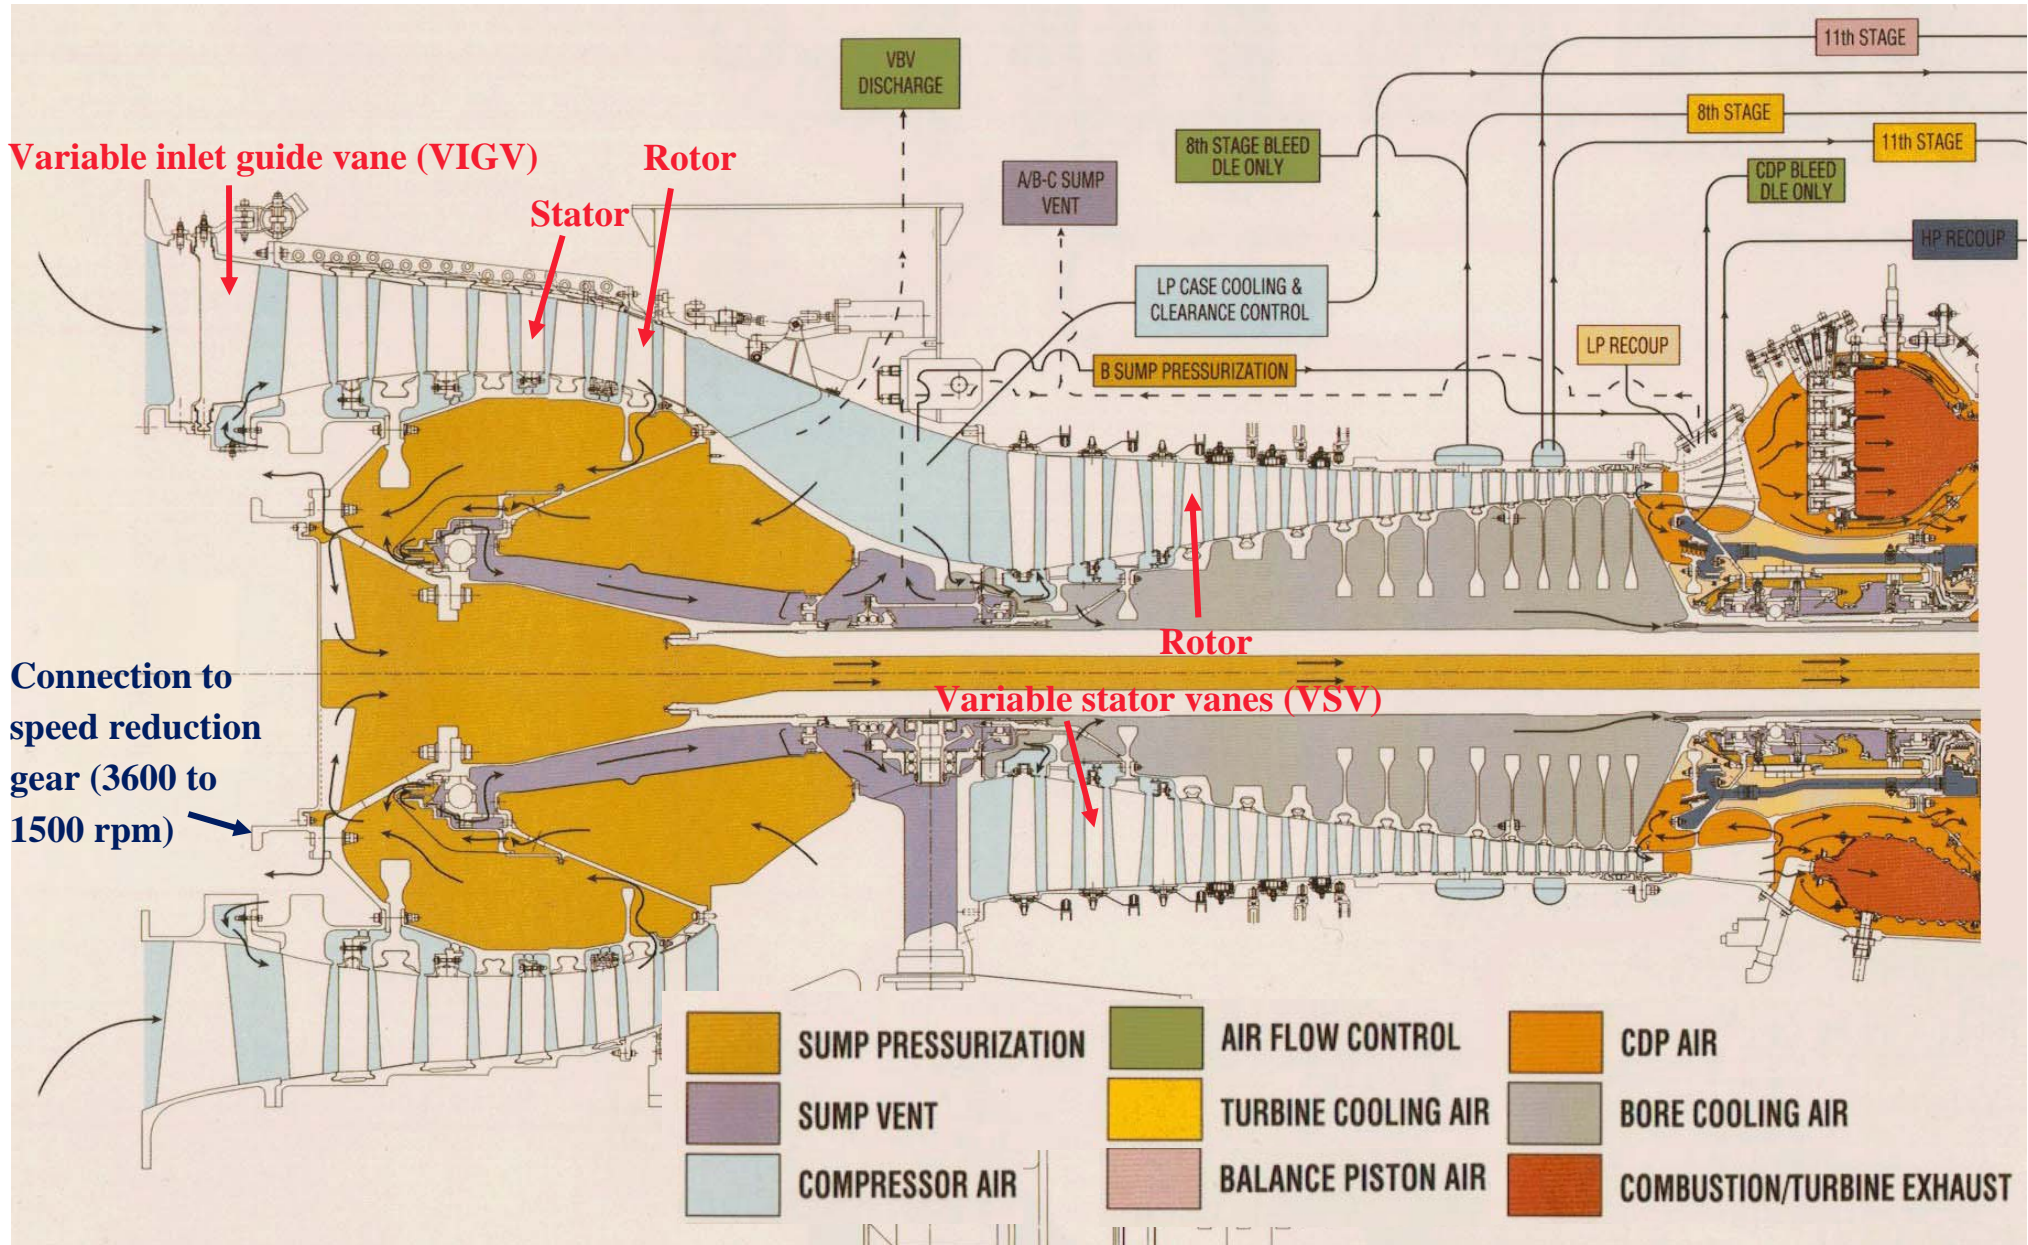 11th STAGE
VBV
DISCHARGE
8th STAGE
Variable inlet guide vane (VIGV)
Rotor
8th STAGE BLEED
DLE ONLY
11th STAGE
A/B-C SUMP
VENT
CDP BLEED
DLE ONLY
Stator
HP RECOUP
LP CASE COOLING &
CLEARANCE CONTROL
LP RECOUP
B SUMP PRESSURIZATION
Rotor
Connection to
speed reduction
gear (3600 to
1500 rpm)
Variable stator vanes (VSV)
SUMP PRESSURIZATION
AIR FLOW CONTROL
CDP AIR
SUMP VENT
TURBINE COOLING AIR
BORE COOLING AIR
COMPRESSOR AIR
BALANCE PISTON AIR
COMBUSTION/TURBINE EXHAUST